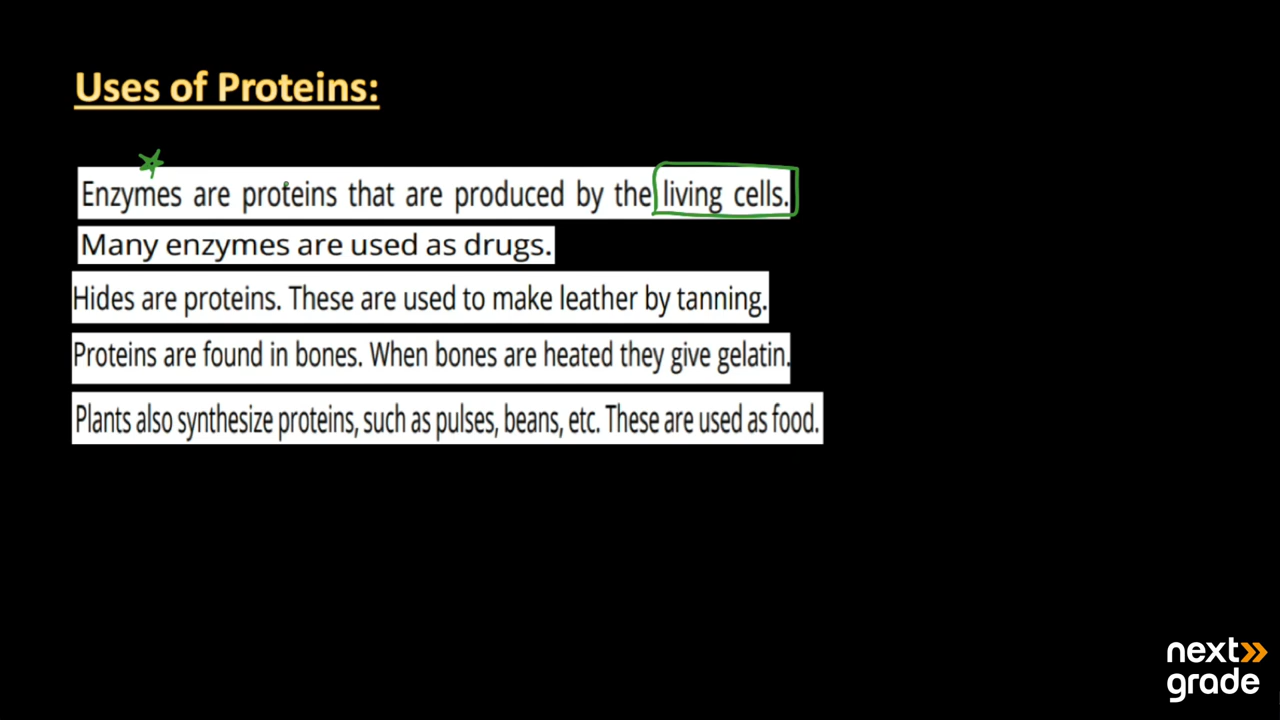 Uses of Proteins:
Enzymes are proteins that are produced by the living cells.
Many enzymes are used as drugs.
Hides are proteins. These are used to make leather by tanning.
Proteins are found in bones. When bones are heated they give gelatin.
Plants also synthesize proteins, such as pulses, beans, etc. These are used as food.
next
grade